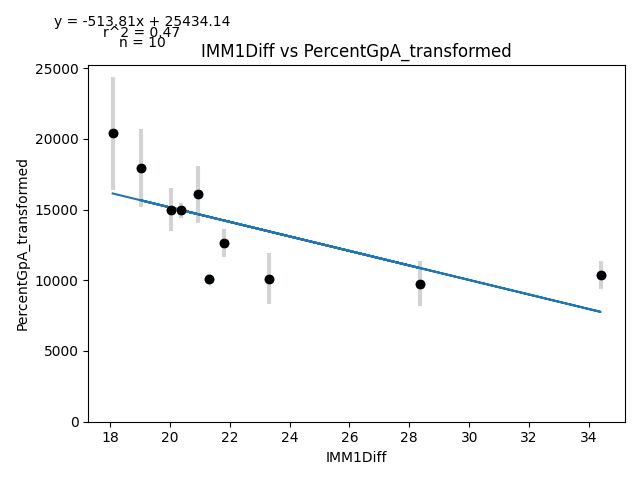 y = -513.81x + 25434.14
r^2 = 0.47
n = 10
IMM1Diff vs PercentGpA_transformed
25000
20000
15000
10000
5000
0
PercentGpA_transformed
18 20 22 24 26 28 30 32 34
IMM1Diff